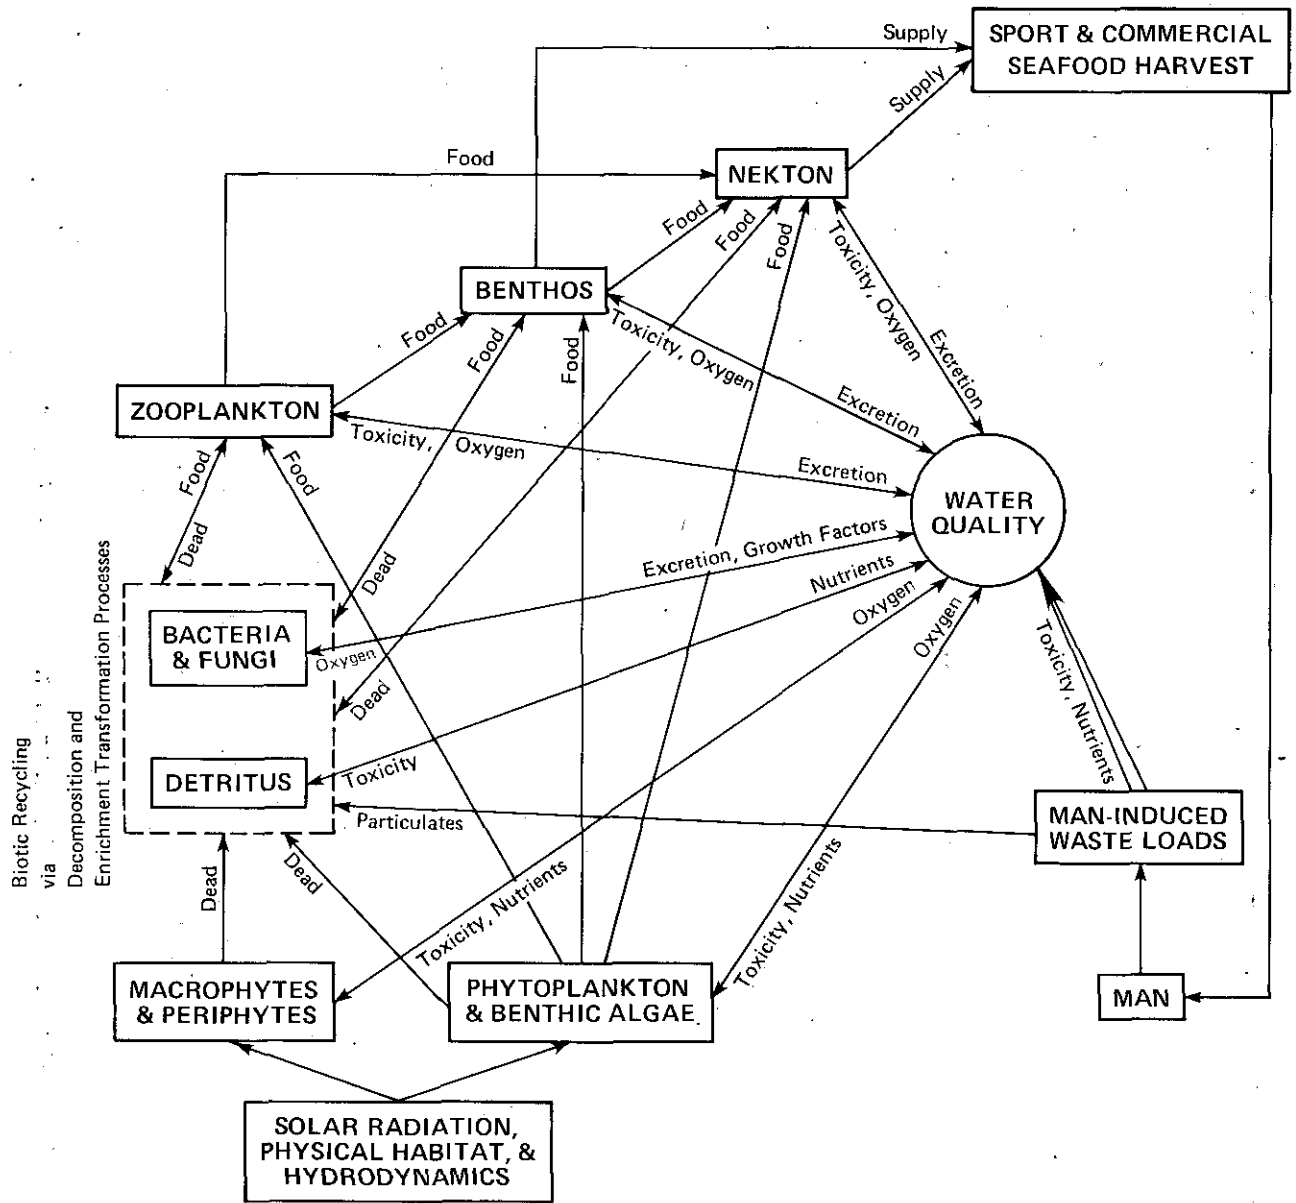 Supply
SPORT & COMMERCIAL
SEAFOOD HARVEST
Supply
Food
NEKTON
Food
Food
Food
Toxicity, Oxygen
Excretion
BENTHOS
Food
Food
Food
Toxicity, Oxygen
Excretion
ZOOPLANKTON
Toxicity, Oxygen
Excretion
Food
Food
WATER
QUALITY
Dead
Dead
Excretion, Growth Factors
Nutrients
Oxygen
Oxygen
Biotic Recycling
via
Decomposition and
Enrichment Transformation Processes
BACTERIA
& FUNGI
Oxygen
Dead
Toxicity, Nutrients
DETRITUS
Toxicity
Particulates
MAN-INDUCED
WASTE LOADS
Dead
Dead
Toxicity, Nutrients
Toxicity, Nutrients
MACROPHYTES
& PERIPHYTES
PHYTOPLANKTON
& BENTHIC ALGAE
MAN
SOLAR RADIATION,
PHYSICAL HABITAT, &
HYDRODYNAMICS